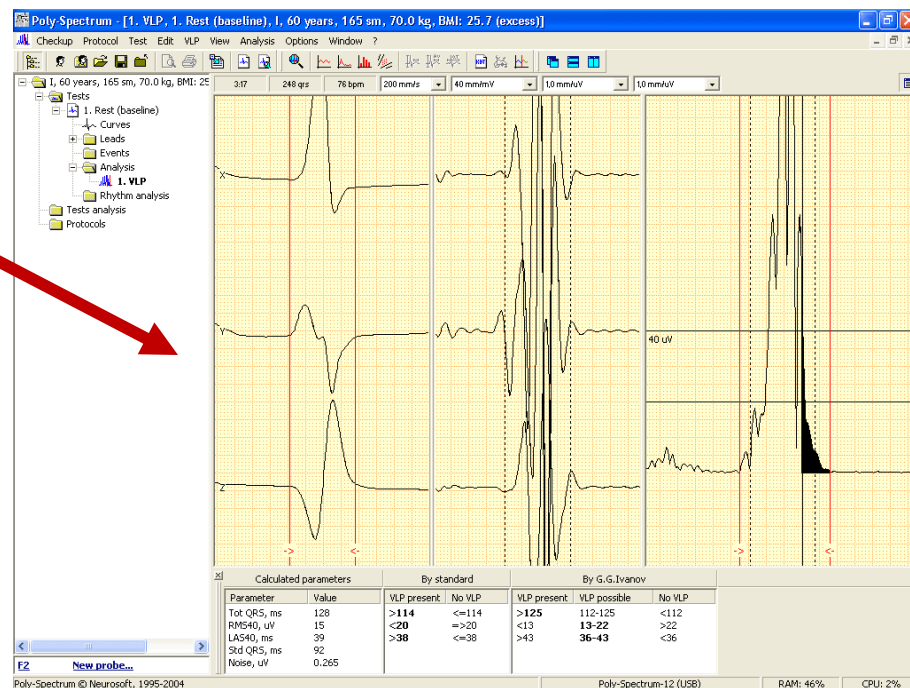 Poly-Spectrum - [1. VLP, 1. Rest (baseline), I, 60 years, 165 sm, 70.0 kg, BMI: 25.7 (excess)]
Checkup Protocol Test Edit VLP View Analysis Options Window ?
I, 60 years, 165 sm, 70.0 kg, BMI: 25
Tests
1. Rest (baseline)
Curves
Leads
Events
Analysis
1. VLP
Rhythm analysis
Tests analysis
Protocols
3:17 248 qrs 76 bpm 200 mm/s 40 mm/mV 1,0 mm/uV 1,0 mm/uV
X
Y
Z
40 uV
-> <- -> <-
Calculated parameters By standard By G.G.Ivanov
Parameter Value VLP present No VLP VLP present VLP possible No VLP
Tot QRS, ms 128 >114 <=114 >125 112-125 <112
RMS40, uV 15 <20 =>20 <13 13-22 >22
LAS40, ms 39 >38 <=38 >43 36-43 <36
Std QRS, ms 92
Noise, uV 0.265
F2 New probe...
Poly-Spectrum © Neurosoft, 1995-2004 Poly-Spectrum-12 (USB) RAM: 46% CPU: 2%